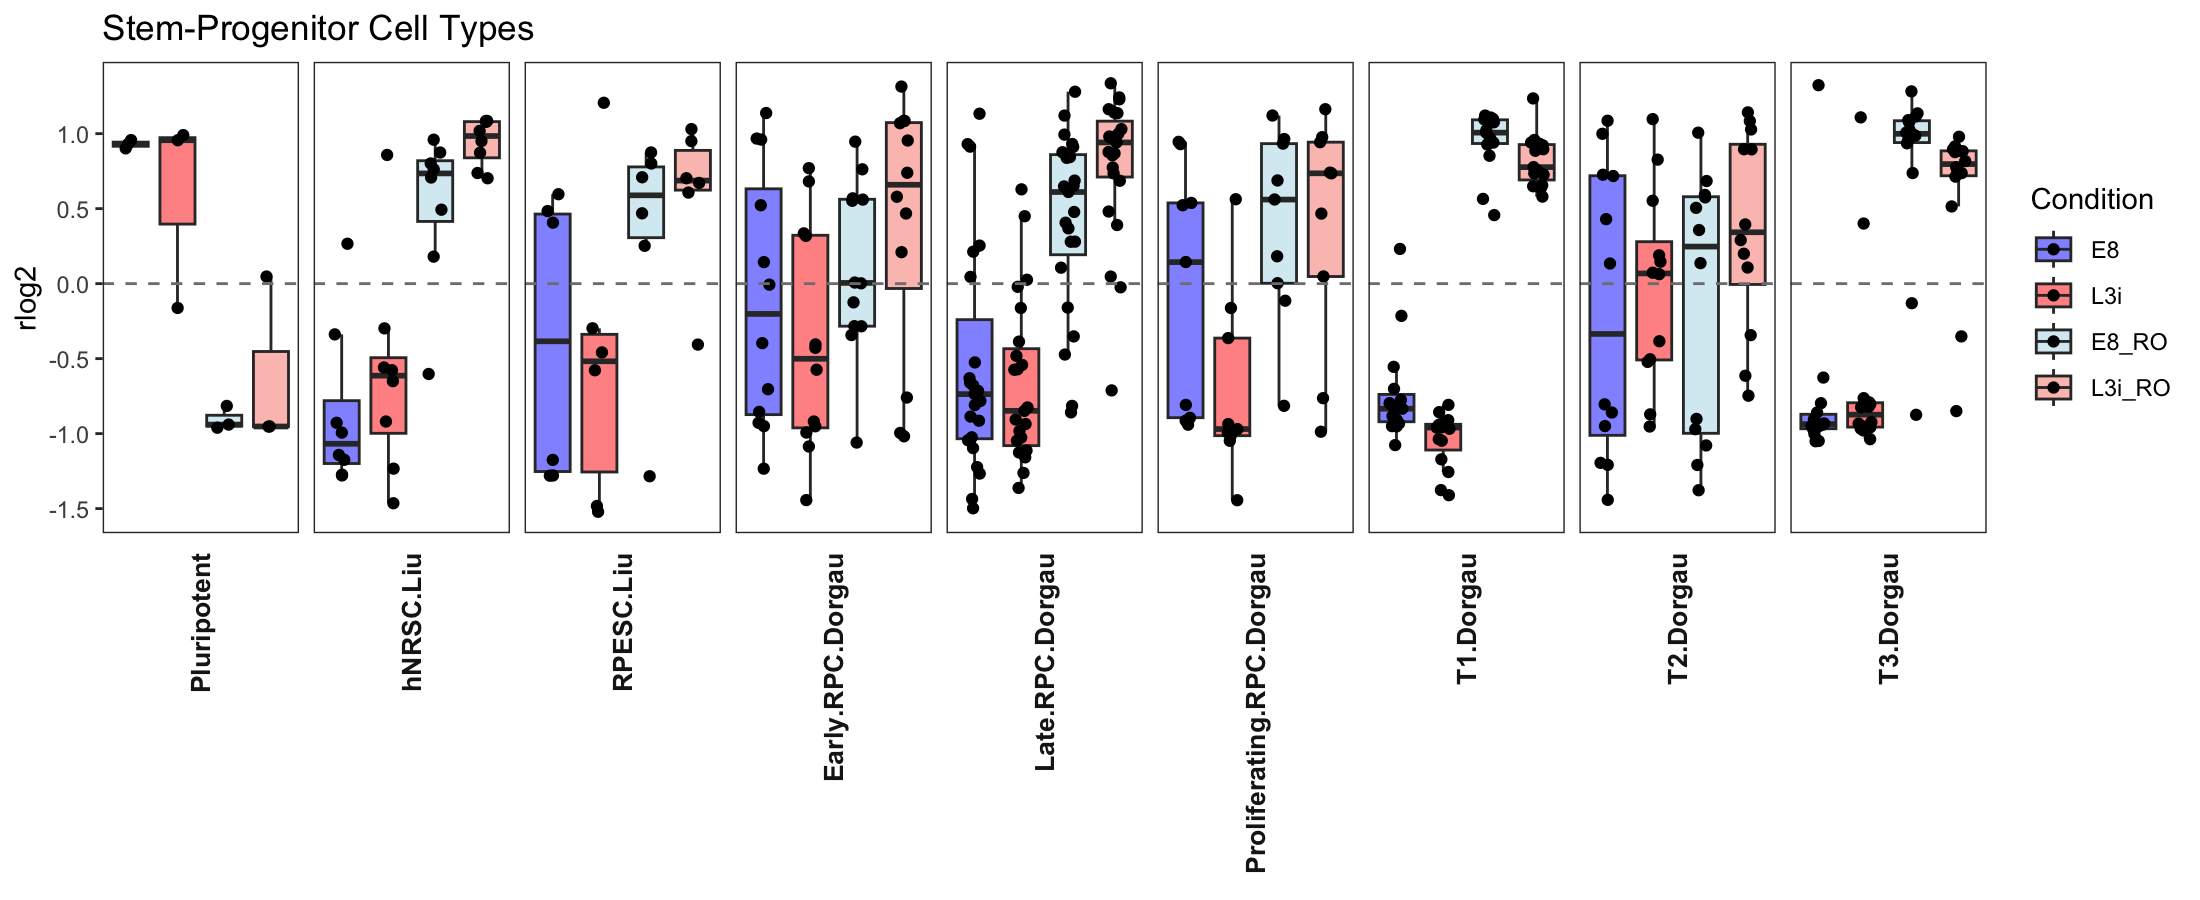 Stem-Progenitor Cell Types
rlog2
1.0
0.5
0.0
-0.5
-1.0
-1.5
Pluripotent
hNRSC.Liu
RPESC.Liu
Early.RPC.Dorgau
Late.RPC.Dorgau
Proliferating.RPC.Dorgau
T1.Dorgau
T2.Dorgau
T3.Dorgau
Condition
E8
L3i
E8_RO
L3i_RO